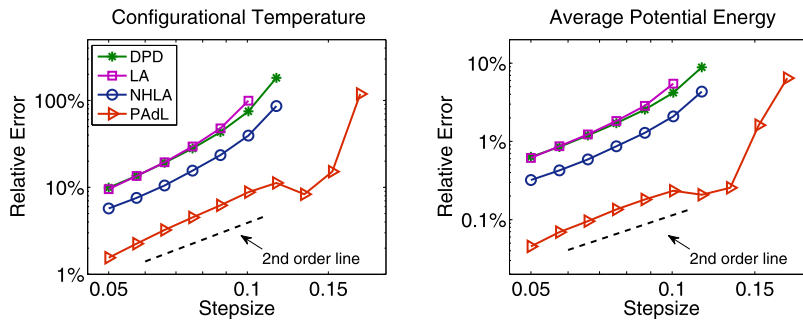 Configurational Temperature
Relative Error
100%
10%
1%
DPD
LA
NHLA
PAdL
2nd order line
0.05
0.1
0.15
Stepsize
Average Potential Energy
Relative Error
10%
1%
0.1%
2nd order line
0.05
0.1
0.15
Stepsize